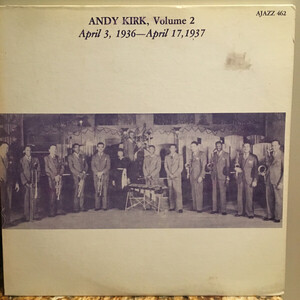 ANDY KIRK, Volume 2
AJAZZ 462
April 3, 1936—April 17,1937